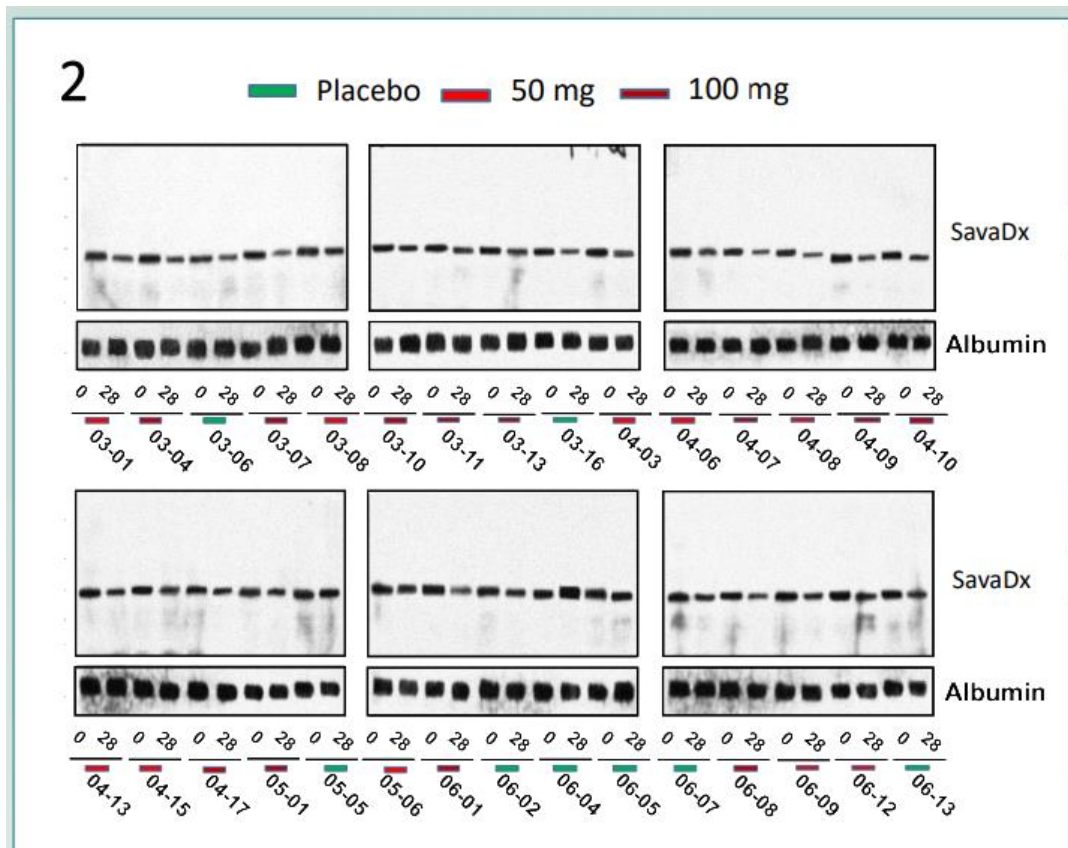 2
Placebo 50 mg 100 mg
SavaDx
Albumin
0 28 0 28 0 28 0 28 0 28 0 28 0 28 0 28 0 28 0 28 0 28 0 28 0 28 0 28 0 28
03-01 03-04 03-06 03-07 03-08 03-10 03-11 03-13 03-16 04-03 04-06 04-07 04-08 04-09 04-10
SavaDx
Albumin
0 28 0 28 0 28 0 28 0 28 0 28 0 28 0 28 0 28 0 28 0 28 0 28 0 28 0 28 0 28
04-13 04-15 04-17 05-01 05-05 05-06 06-01 06-02 06-04 06-05 06-07 06-08 06-09 06-12 06-13